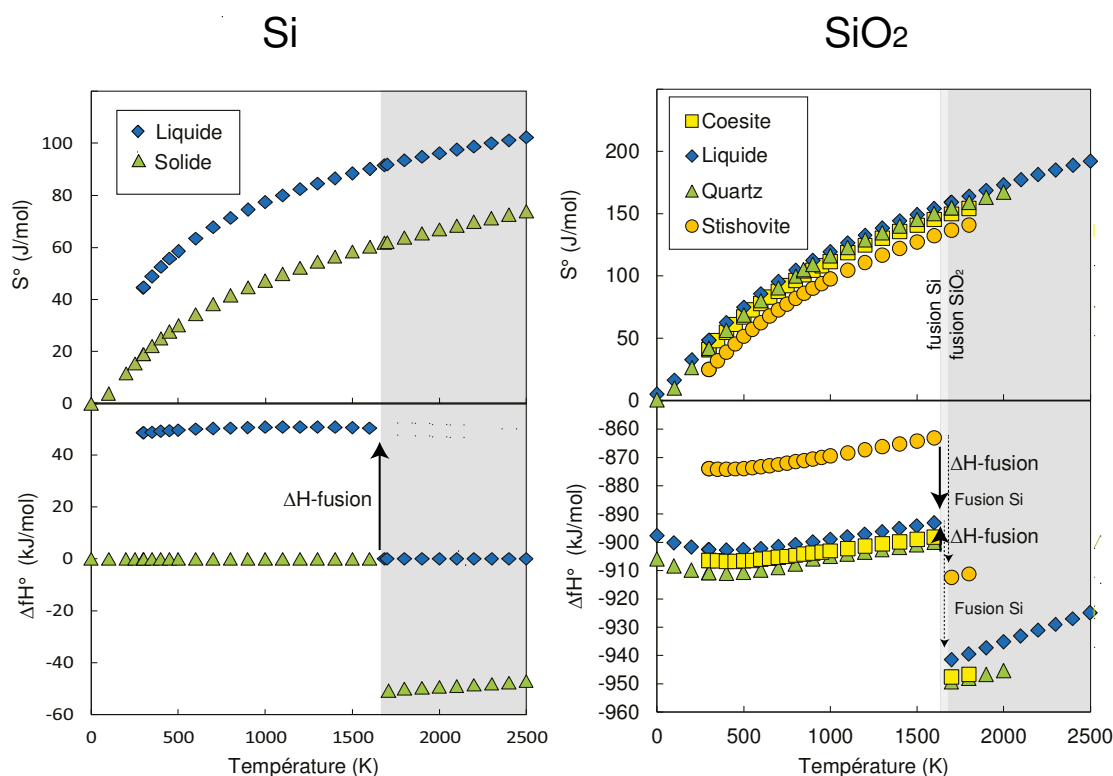 Si
SiO2
Liquide
Solide
S° (J/mol)
100
80
60
40
20
0
ΔH-fusion
ΔfH° (kJ/mol)
40
20
0
-20
-40
-60
0
500
1000
1500
2000
2500
Température (K)
Coesite
Liquide
Quartz
Stishovite
S° (J/mol)
200
150
100
50
0
fusion Si
fusion SiO2
ΔH-fusion
Fusion Si
ΔH-fusion
Fusion Si
ΔfH° (kJ/mol)
-860
-870
-880
-890
-900
-910
-920
-930
-940
-950
-960
0
500
1000
1500
2000
2500
Température (K)